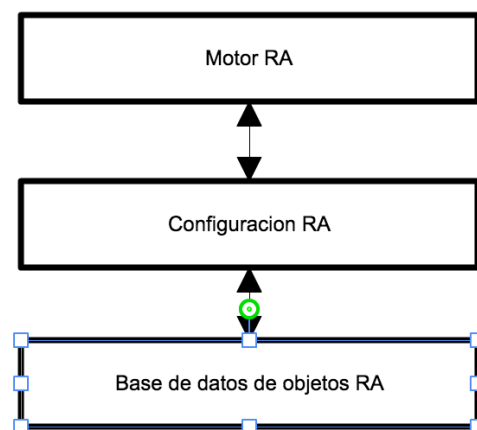 Motor RA
Configuracion RA
Base de datos de objetos RA